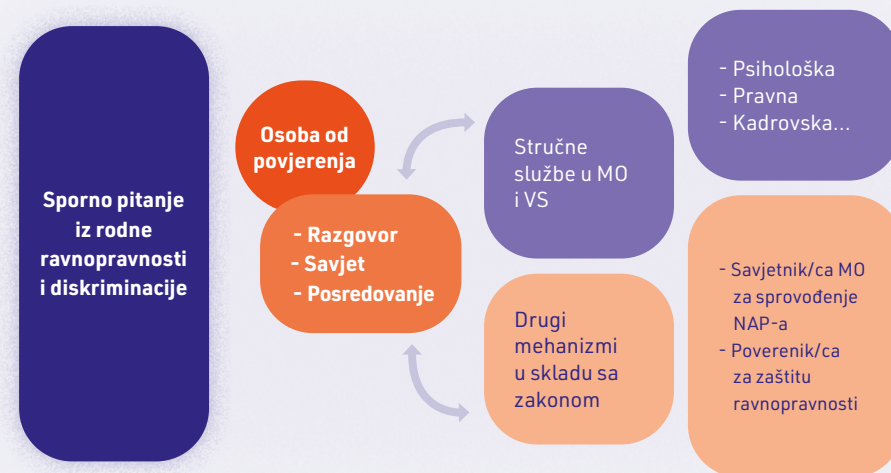 Sporno pitanje
iz rodne
ravnopravnosti
i diskriminacije
Osoba od
povjerenja
- Razgovor
- Savjet
- Posredovanje
Stručne
službe u MO
i VS
Drugi
mehanizmi
u skladu sa
zakonom
- Psihološka
- Pravna
- Kadrovska...
- Savjetnik/ca MO
za sprovođenje
NAP-a
- Poverenik/ca
za zaštitu
ravnopravnosti